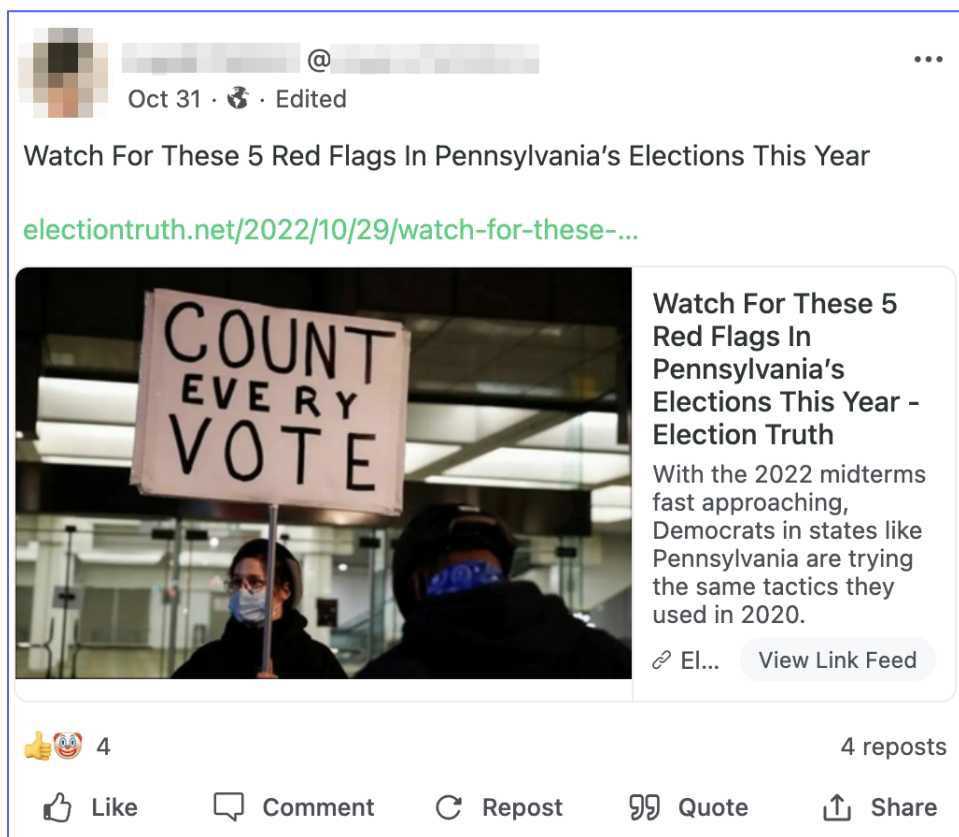 @
Oct 31 · · Edited
Watch For These 5 Red Flags In Pennsylvania's Elections This Year
electiontruth.net/2022/10/29/watch-for-these-...
COUNT
EVERY
VOTE
Watch For These 5
Red Flags In
Pennsylvania's
Elections This Year -
Election Truth
With the 2022 midterms
fast approaching,
Democrats in states like
Pennsylvania are trying
the same tactics they
used in 2020.
El... View Link Feed
4 4 reposts
Like Comment Repost Quote Share